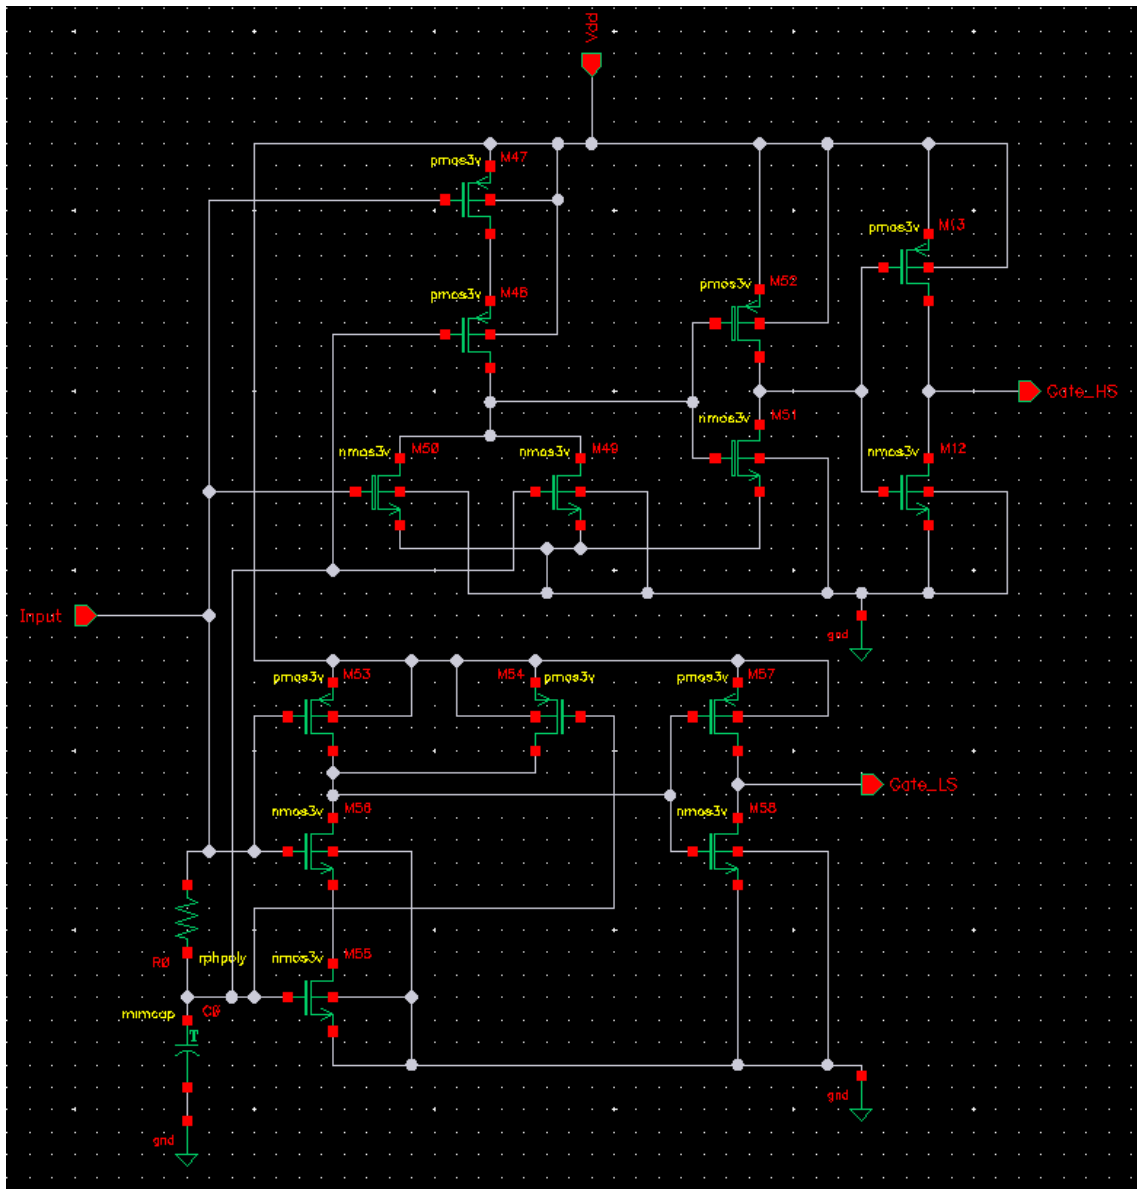 Vdd
pmos3v M47
pmos3v M13
pmos3v M48
pmos3v M52
Gate_HS
nmos3v M51
nmos3v M50
nmos3v M49
nmos3v M12
Input
gnd
pmos3v M53
M54 pmos3v
pmos3v M57
Gate_LS
nmos3v M56
nmos3v M58
R0 rphpoly
nmos3v M55
mimcap C0
T
gnd
gnd